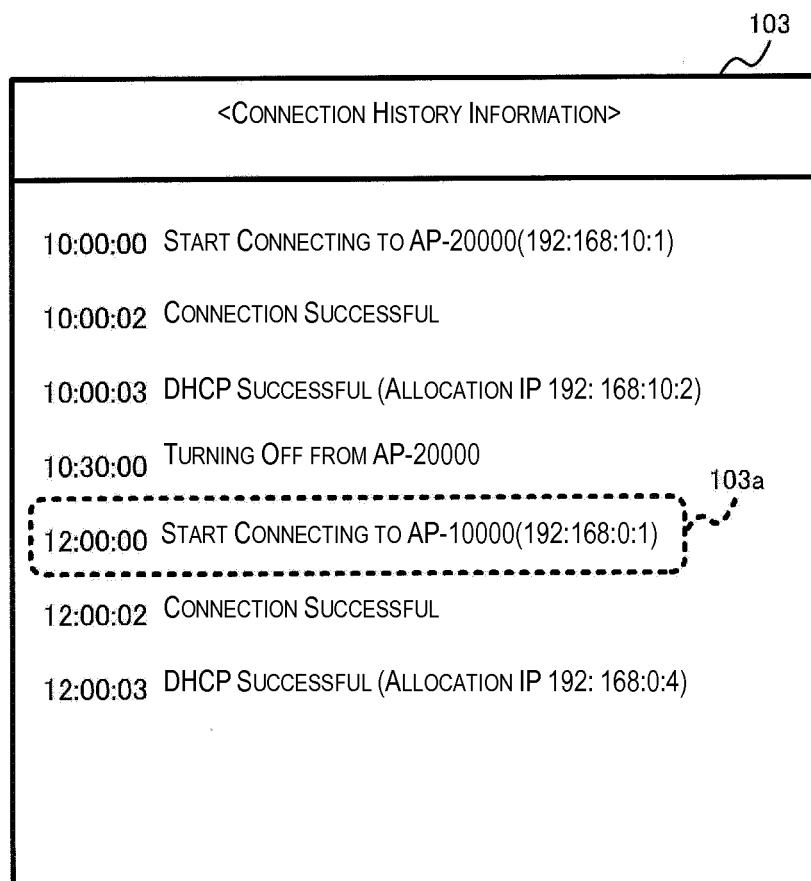 103
<CONNECTION HISTORY INFORMATION>
10:00:00 START CONNECTING TO AP-20000(192:168:10:1)
10:00:02 CONNECTION SUCCESSFUL
10:00:03 DHCP SUCCESSFUL (ALLOCATION IP 192: 168:10:2)
10:30:00 TURNING OFF FROM AP-20000
103a
12:00:00 START CONNECTING TO AP-10000(192:168:0:1)
12:00:02 CONNECTION SUCCESSFUL
12:00:03 DHCP SUCCESSFUL (ALLOCATION IP 192: 168:0:4)